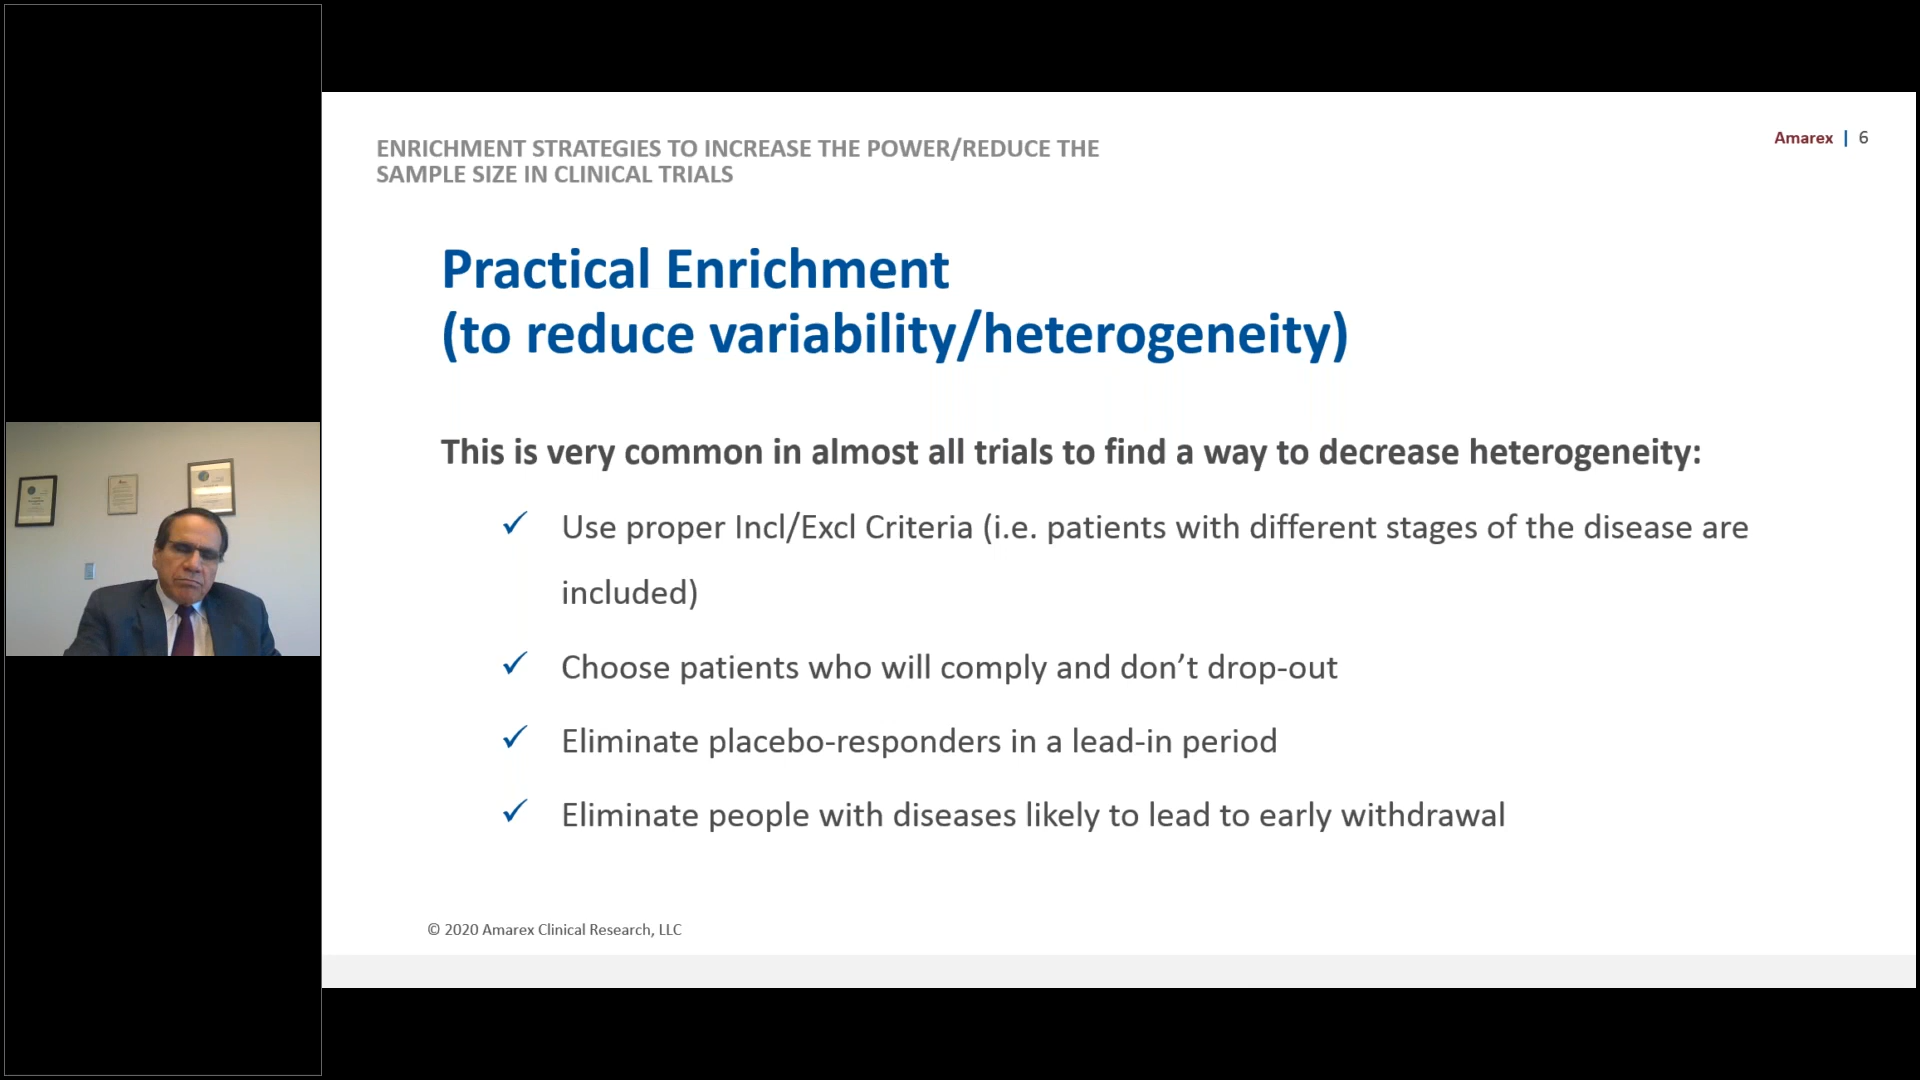 ENRICHMENT STRATEGIES TO INCREASE THE POWER/REDUCE THE
SAMPLE SIZE IN CLINICAL TRIALS
Amarex | 6
Practical Enrichment
(to reduce variability/heterogeneity)
This is very common in almost all trials to find a way to decrease heterogeneity:
✓ Use proper Incl/Excl Criteria (i.e. patients with different stages of the disease are
included)
✓ Choose patients who will comply and don’t drop-out
✓ Eliminate placebo-responders in a lead-in period
✓ Eliminate people with diseases likely to lead to early withdrawal
© 2020 Amarex Clinical Research, LLC